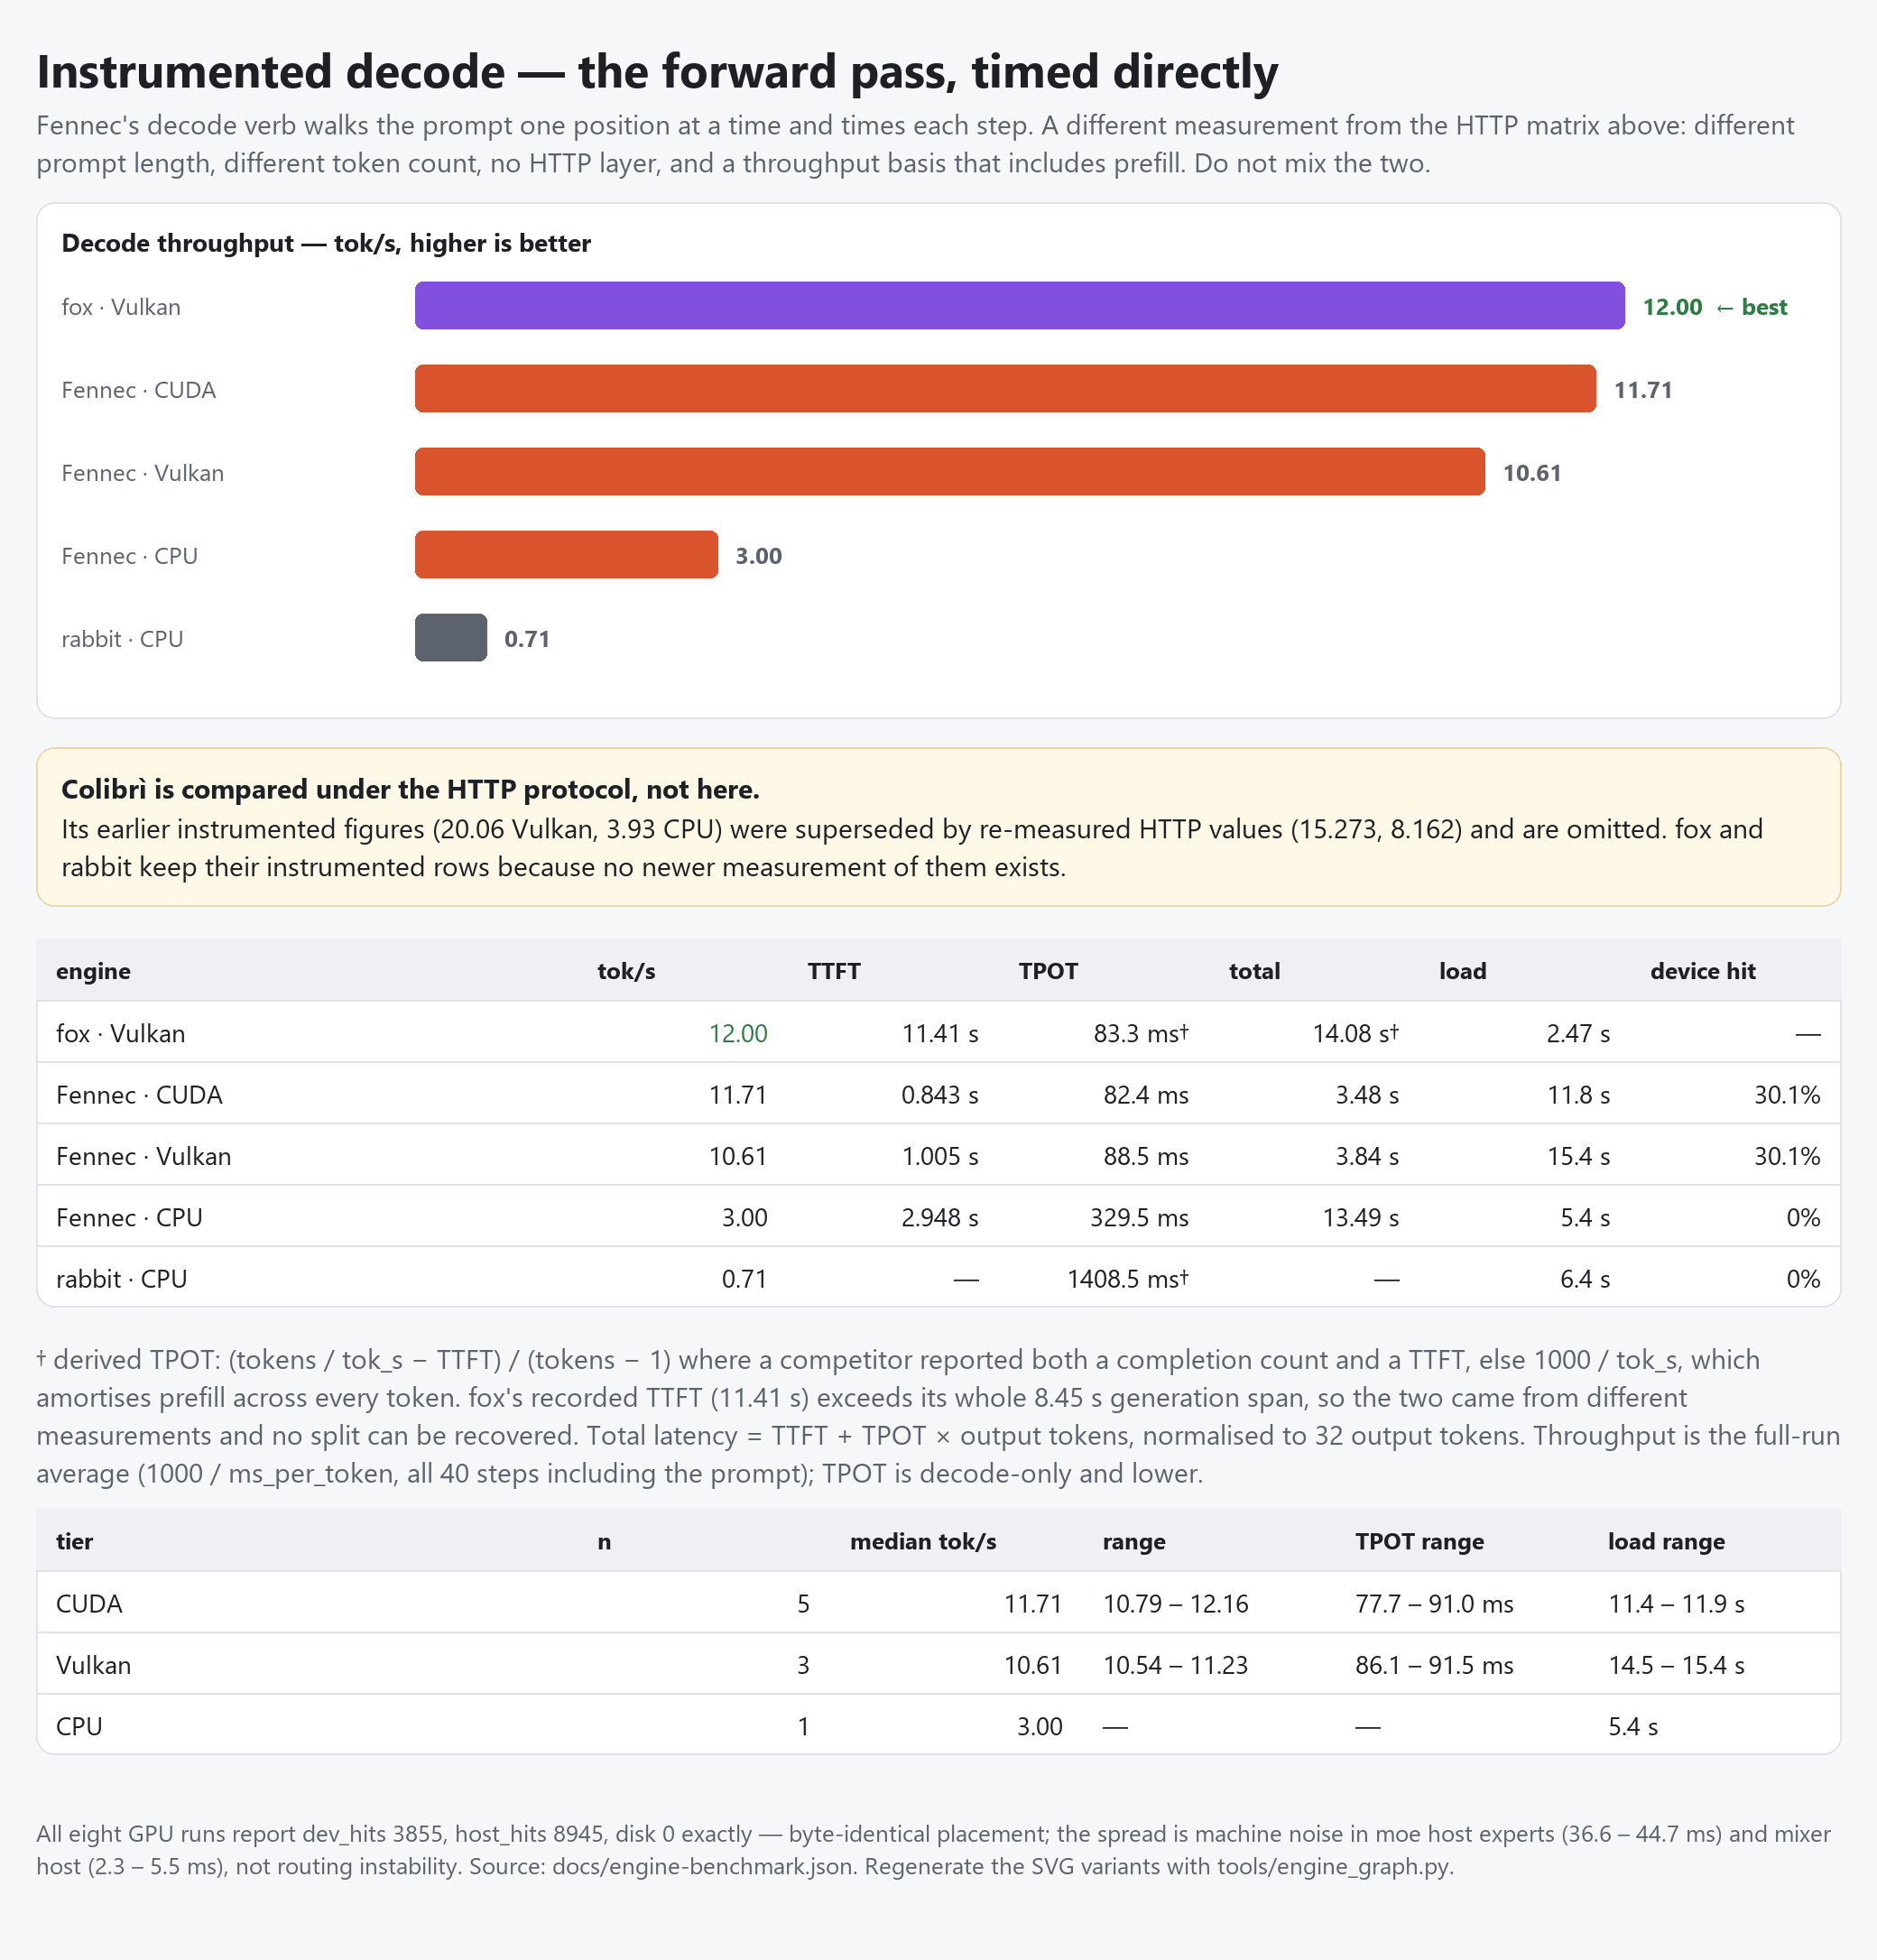 Instrumented decode — the forward pass, timed directly
Fennec's decode verb walks the prompt one position at a time and times each step. A different measurement from the HTTP matrix above: different
prompt length, different token count, no HTTP layer, and a throughput basis that includes prefill. Do not mix the two.
Decode throughput — tok/s, higher is better
fox · Vulkan 12.00 ← best
Fennec · CUDA 11.71
Fennec · Vulkan 10.61
Fennec · CPU 3.00
rabbit · CPU 0.71
Colibrì is compared under the HTTP protocol, not here.
Its earlier instrumented figures (20.06 Vulkan, 3.93 CPU) were superseded by re-measured HTTP values (15.273, 8.162) and are omitted. fox and
rabbit keep their instrumented rows because no newer measurement of them exists.
engine tok/s TTFT TPOT total load device hit
fox · Vulkan 12.00 11.41 s 83.3 ms† 14.08 s† 2.47 s —
Fennec · CUDA 11.71 0.843 s 82.4 ms 3.48 s 11.8 s 30.1%
Fennec · Vulkan 10.61 1.005 s 88.5 ms 3.84 s 15.4 s 30.1%
Fennec · CPU 3.00 2.948 s 329.5 ms 13.49 s 5.4 s 0%
rabbit · CPU 0.71 — 1408.5 ms† — 6.4 s 0%
† derived TPOT: (tokens / tok_s − TTFT) / (tokens − 1) where a competitor reported both a completion count and a TTFT, else 1000 / tok_s, which
amortises prefill across every token. fox's recorded TTFT (11.41 s) exceeds its whole 8.45 s generation span, so the two came from different
measurements and no split can be recovered. Total latency = TTFT + TPOT × output tokens, normalised to 32 output tokens. Throughput is the full-run
average (1000 / ms_per_token, all 40 steps including the prompt); TPOT is decode-only and lower.
tier n median tok/s range TPOT range load range
CUDA 5 11.71 10.79 – 12.16 77.7 – 91.0 ms 11.4 – 11.9 s
Vulkan 3 10.61 10.54 – 11.23 86.1 – 91.5 ms 14.5 – 15.4 s
CPU 1 3.00 — — 5.4 s
All eight GPU runs report dev_hits 3855, host_hits 8945, disk 0 exactly — byte-identical placement; the spread is machine noise in moe host experts (36.6 – 44.7 ms) and mixer
host (2.3 – 5.5 ms), not routing instability. Source: docs/engine-benchmark.json. Regenerate the SVG variants with tools/engine_graph.py.